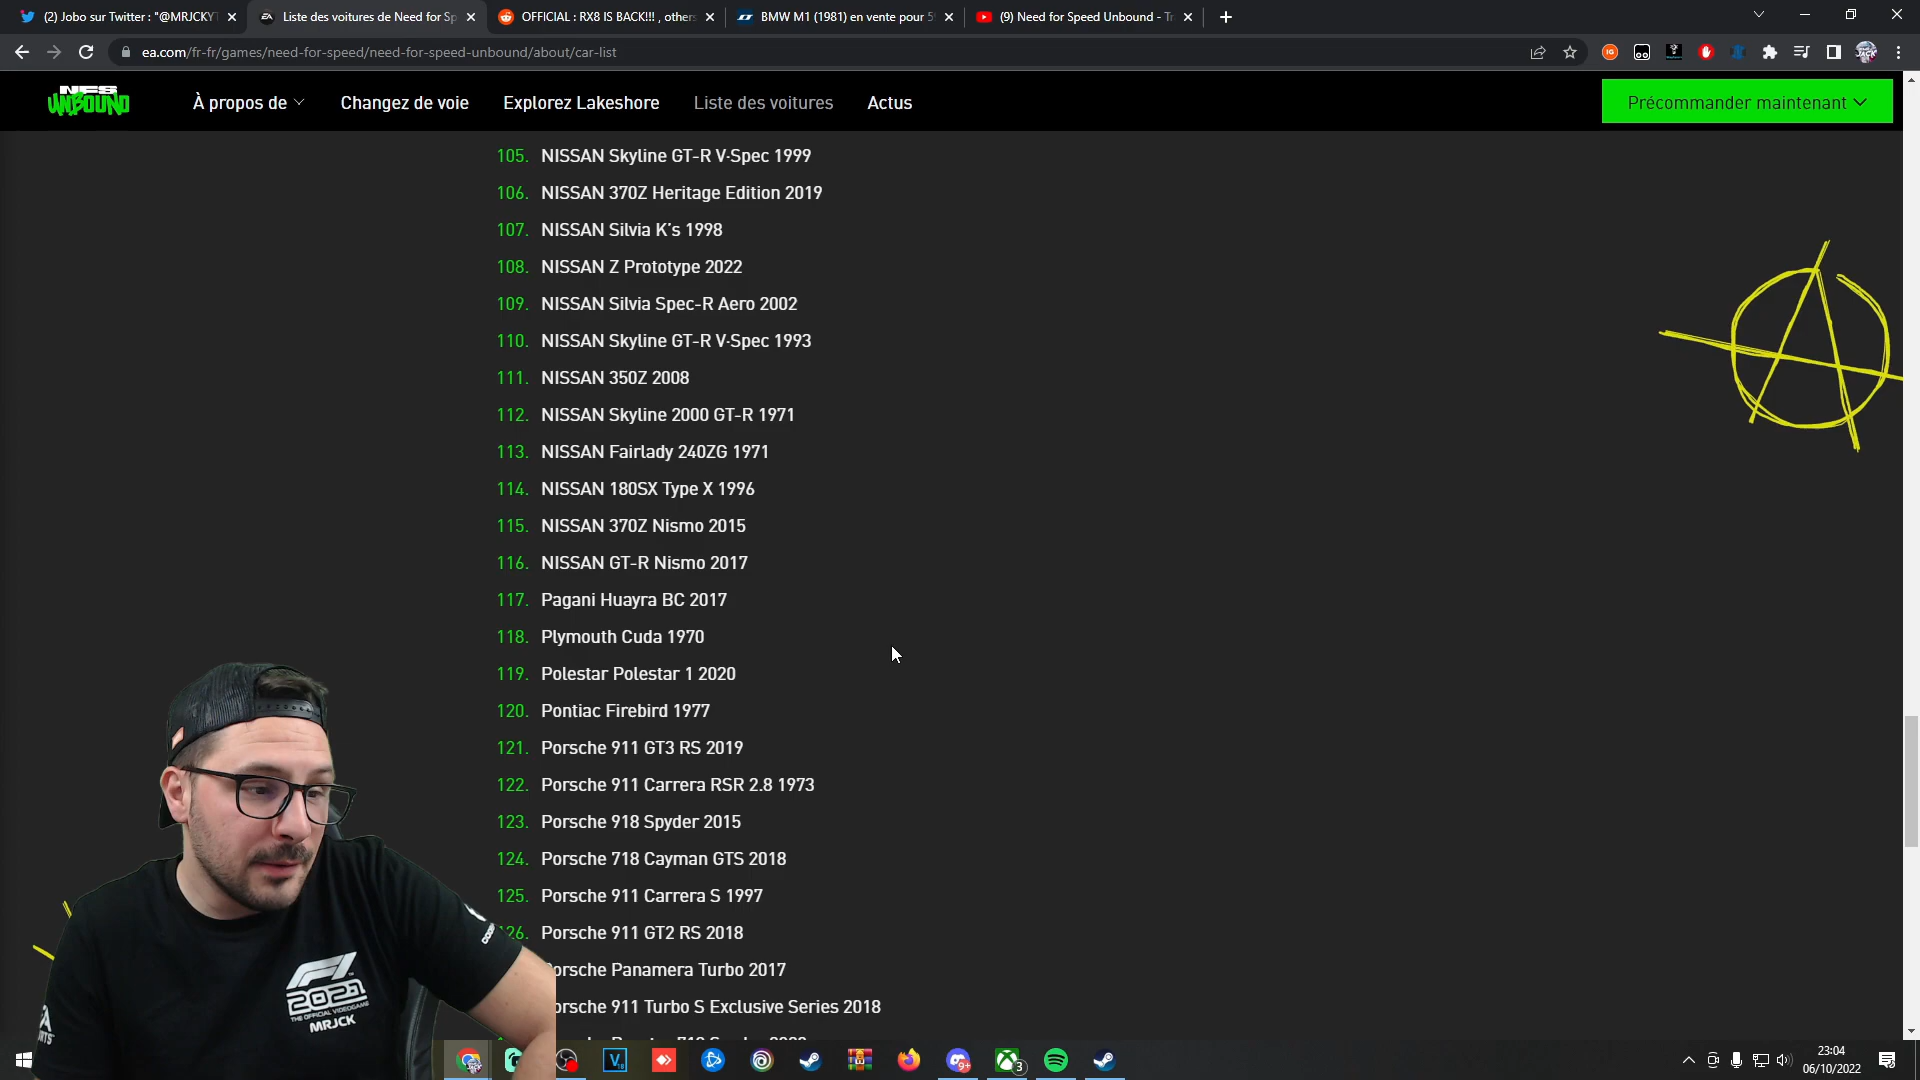 (2) Jobo sur Twitter : "@MRJCKY
Liste des voitures de Need for Sp
OFFICIAL : RX8 IS BACK!!! , other
BMW M1 (1981) en vente pour 5
(9) Need for Speed Unbound - Tr
ea.com/fr-fr/games/need-for-speed/need-for-speed-unbound/about/car-list
NFS
UNBOUND
À propos de
Changez de voie
Explorez Lakeshore
Liste des voitures
Actus
Précommander maintenant
105. NISSAN Skyline GT-R V·Spec 1999
106. NISSAN 370Z Heritage Edition 2019
107. NISSAN Silvia K's 1998
108. NISSAN Z Prototype 2022
109. NISSAN Silvia Spec-R Aero 2002
110. NISSAN Skyline GT-R V·Spec 1993
111. NISSAN 350Z 2008
112. NISSAN Skyline 2000 GT-R 1971
113. NISSAN Fairlady 240ZG 1971
114. NISSAN 180SX Type X 1996
115. NISSAN 370Z Nismo 2015
116. NISSAN GT-R Nismo 2017
117. Pagani Huayra BC 2017
118. Plymouth Cuda 1970
119. Polestar Polestar 1 2020
120. Pontiac Firebird 1977
121. Porsche 911 GT3 RS 2019
122. Porsche 911 Carrera RSR 2.8 1973
123. Porsche 918 Spyder 2015
124. Porsche 718 Cayman GTS 2018
125. Porsche 911 Carrera S 1997
26. Porsche 911 GT2 RS 2018
orsche Panamera Turbo 2017
orsche 911 Turbo S Exclusive Series 2018
F1
2021
THE OFFICIAL VIDEOGAME
MRJCK
23:04
06/10/2022